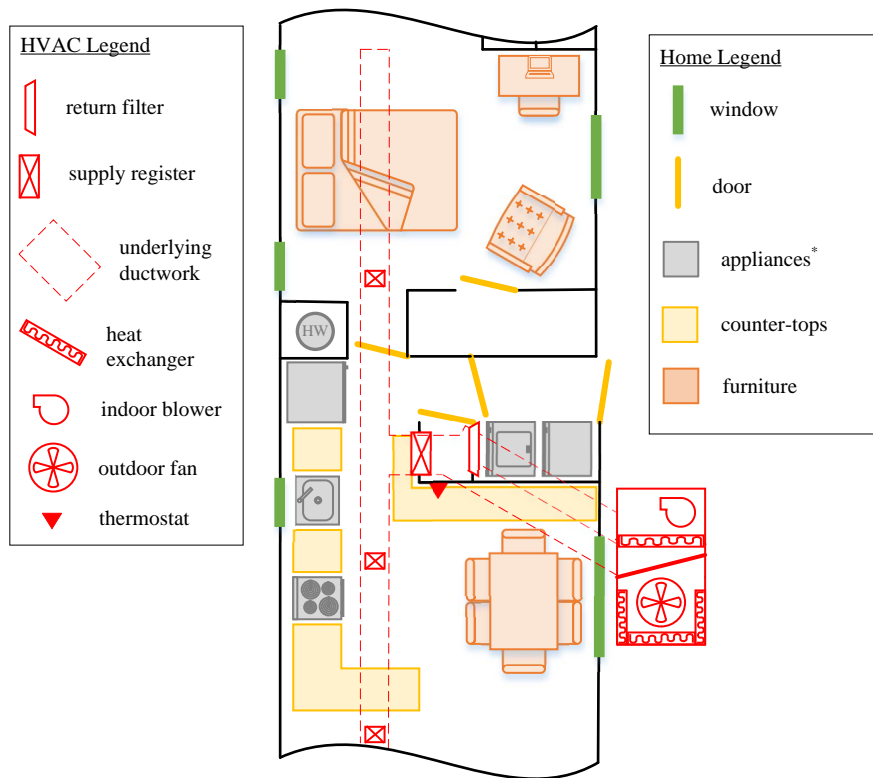 HVAC Legend
return filter
supply register
underlying
ductwork
heat
exchanger
indoor blower
outdoor fan
thermostat
HW
Home Legend
window
door
appliances*
counter-tops
furniture